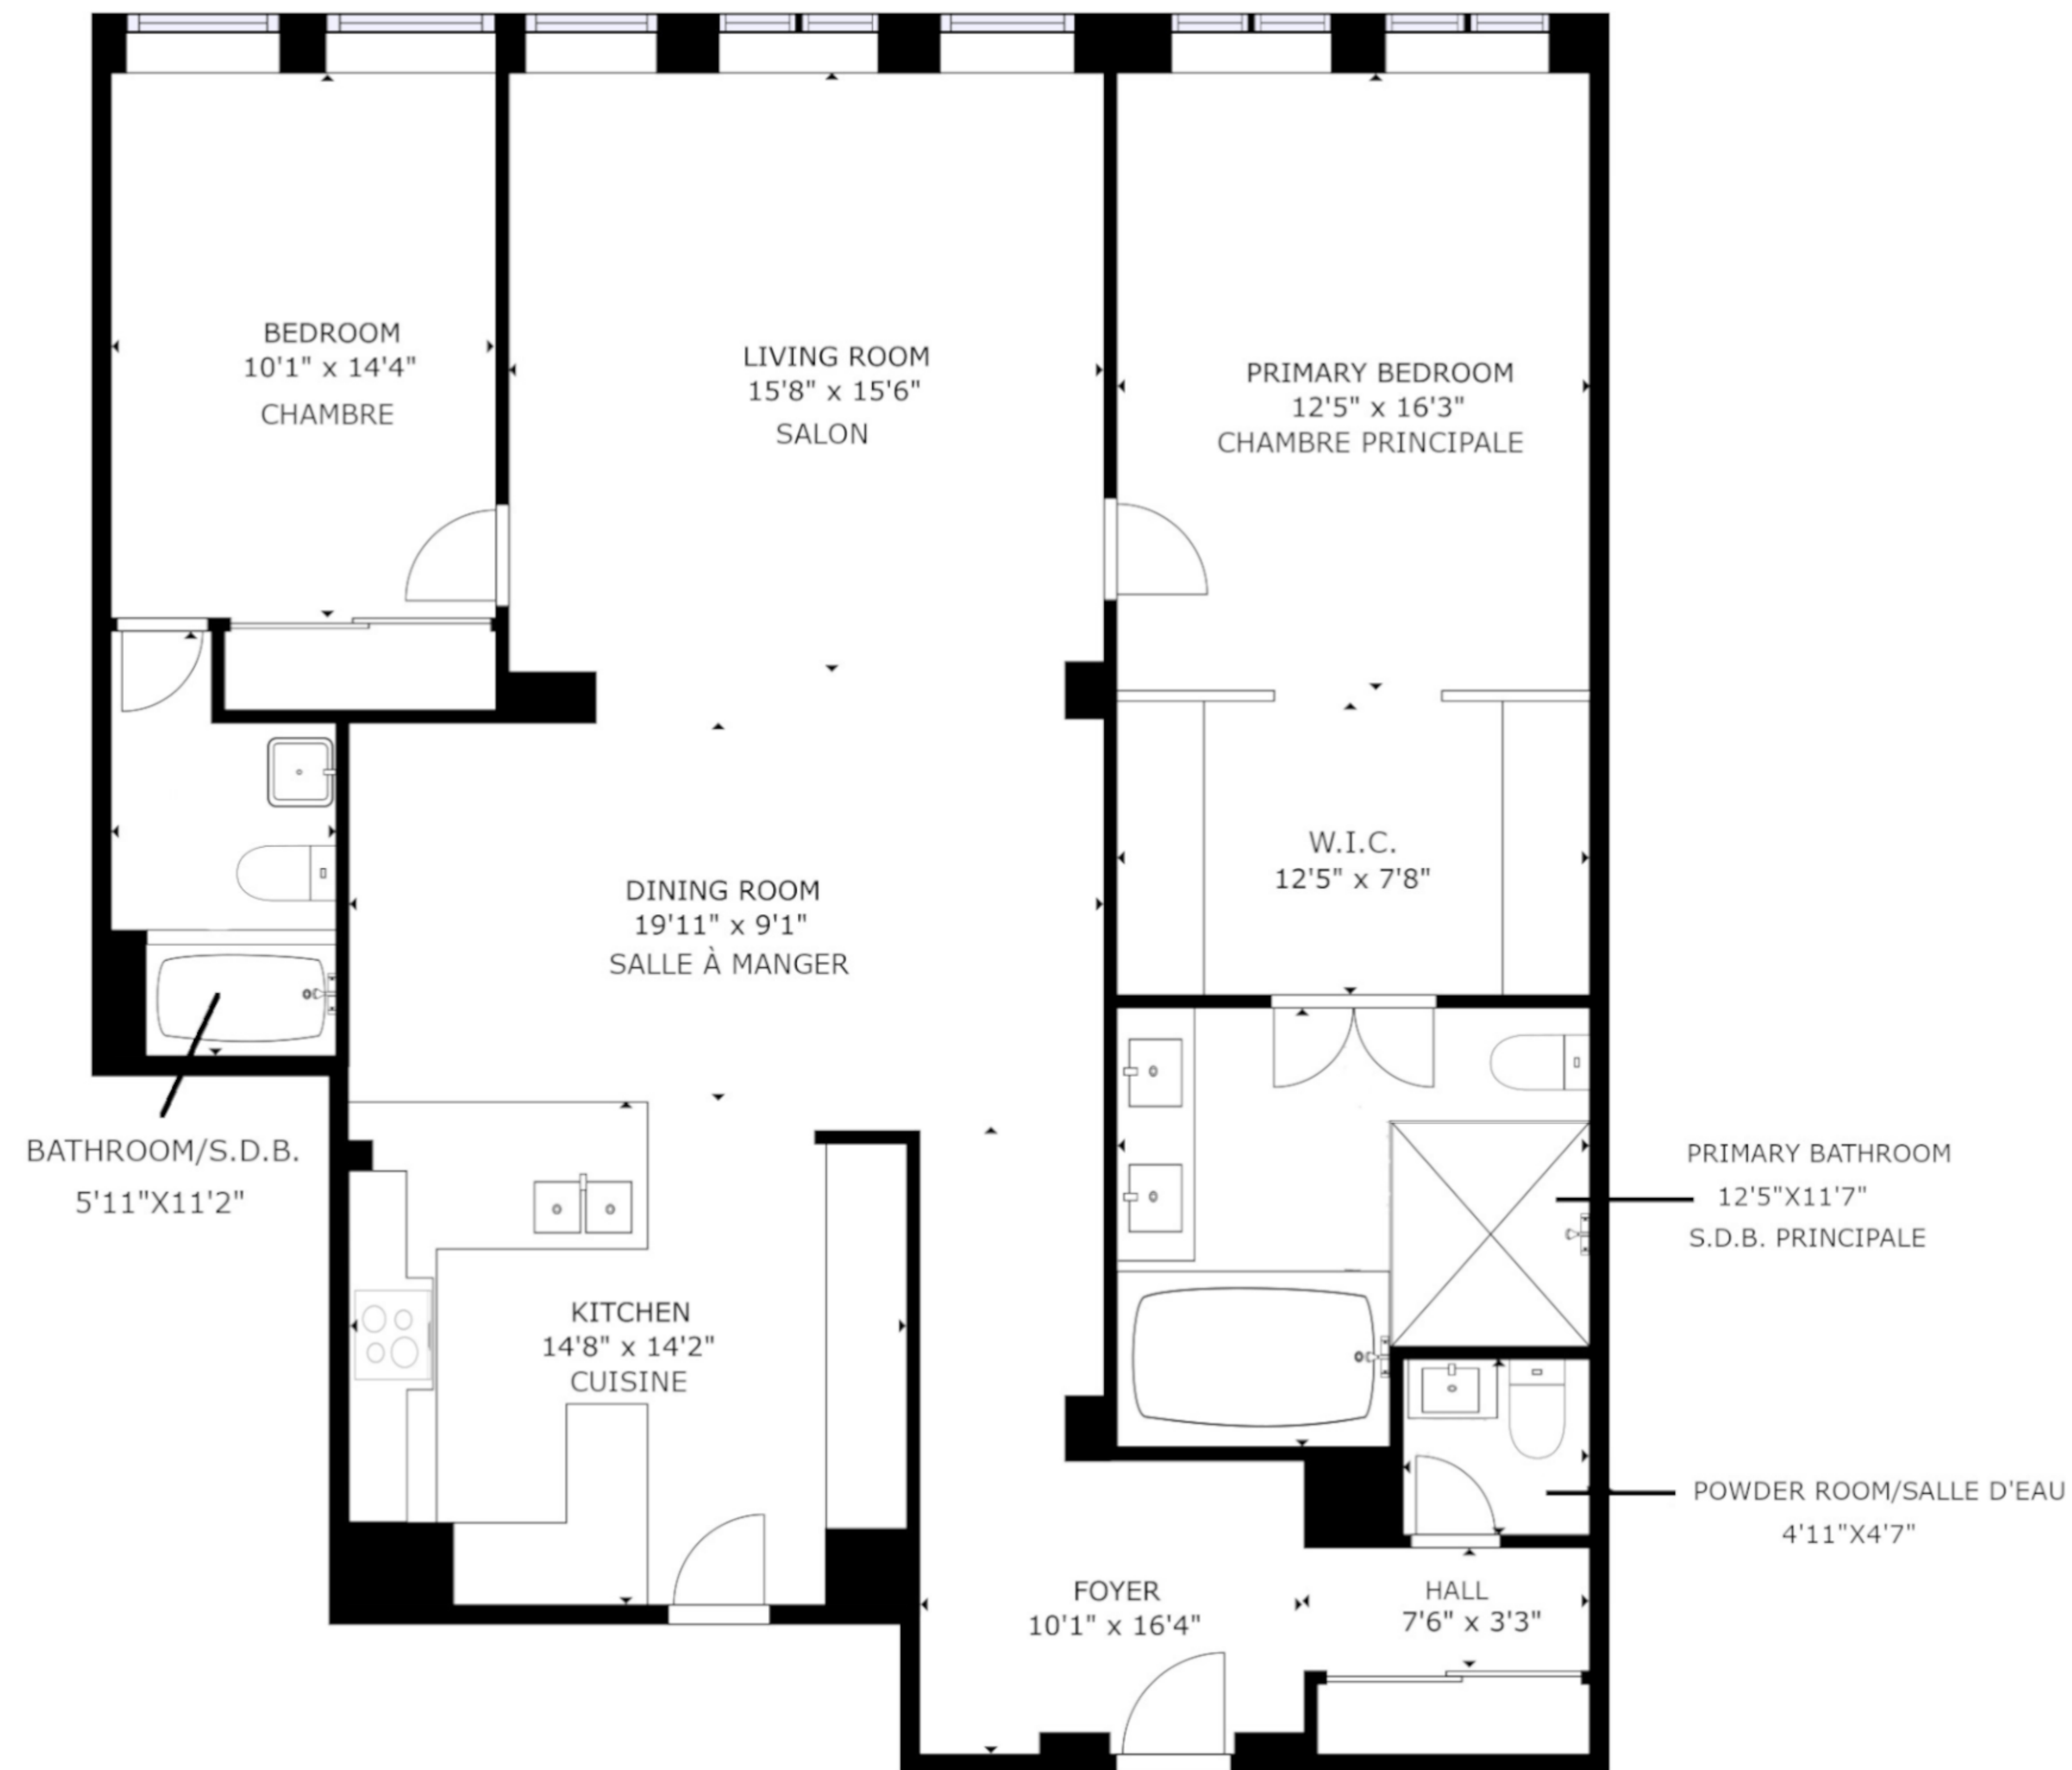 BEDROOM
10'1" x 14'4"
CHAMBRE
LIVING ROOM
15'8" x 15'6"
SALON
PRIMARY BEDROOM
12'5" x 16'3"
CHAMBRE PRINCIPALE
W.I.C.
12'5" x 7'8"
DINING ROOM
19'11" x 9'1"
SALLE À MANGER
BATHROOM/S.D.B.
5'11"X11'2"
PRIMARY BATHROOM
12'5"X11'7"
S.D.B. PRINCIPALE
KITCHEN
14'8" x 14'2"
CUISINE
POWDER ROOM/SALLE D'EAU
4'11"X4'7"
FOYER
10'1" x 16'4"
HALL
7'6" x 3'3"